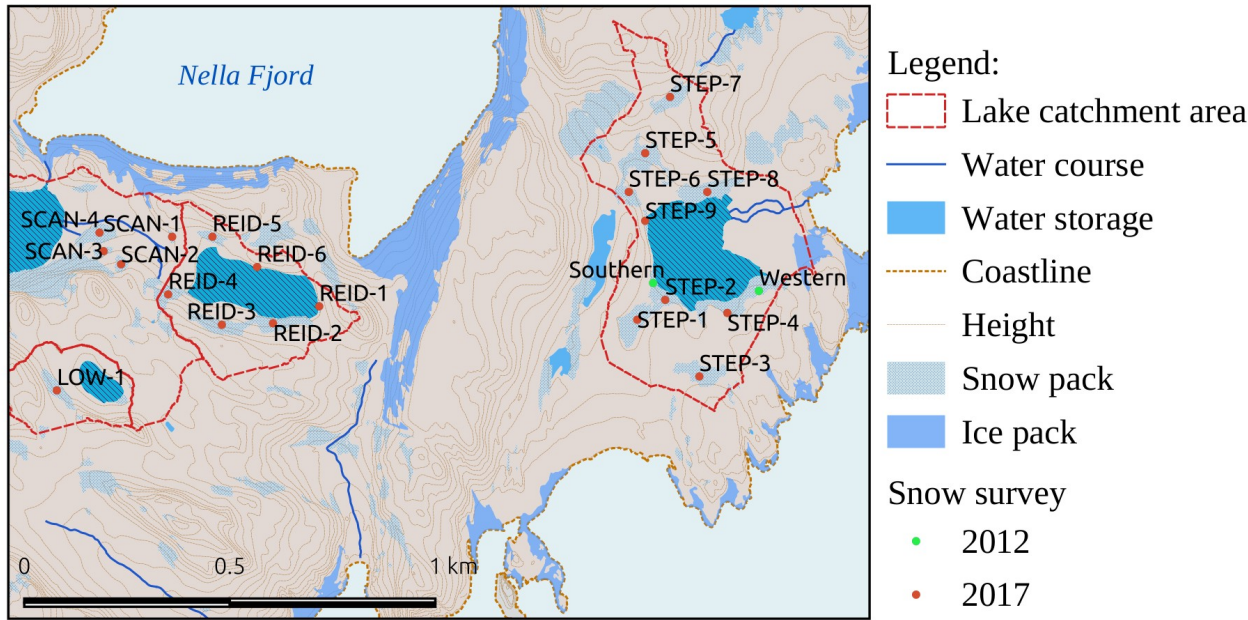 Nella Fjord
STEP-7
STEP-5
STEP-6
STEP-8
STEP-9
SCAN-4
SCAN-1
REID-5
SCAN-3
SCAN-2
REID-6
Southern
Western
REID-4
STEP-2
REID-1
REID-3
STEP-1
STEP-4
REID-2
STEP-3
LOW-1
0
0.5
1 km
Legend:
Lake catchment area
Water course
Water storage
Coastline
Height
Snow pack
Ice pack
Snow survey
2012
2017